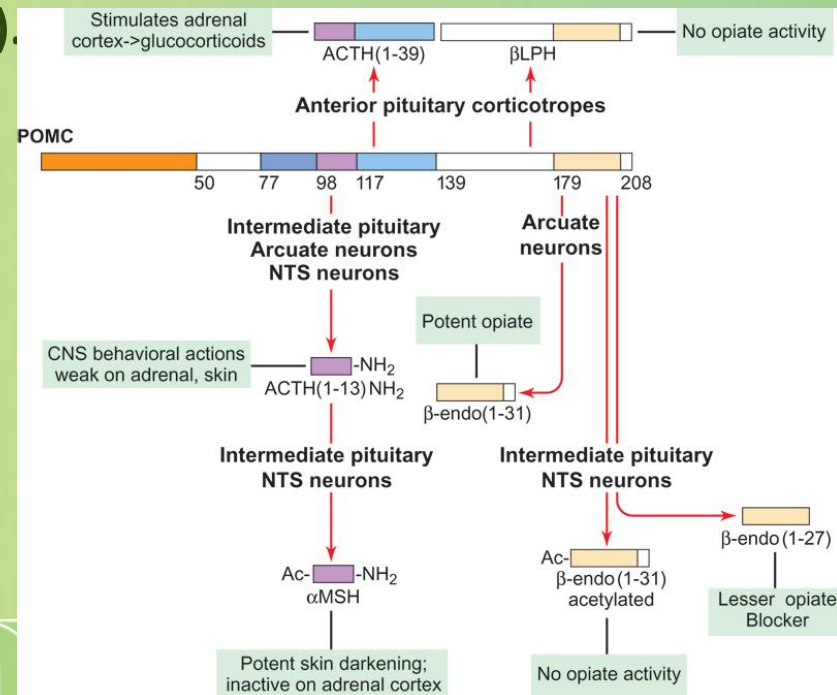 ).
Stimulates adrenal
cortex->glucocorticoids
ACTH(1-39)
βLPH
No opiate activity
Anterior pituitary corticotropes
POMC
50
77
98
117
139
179
208
Intermediate pituitary
Arcuate neurons
NTS neurons
Arcuate
neurons
Potent opiate
CNS behavioral actions
weak on adrenal, skin
-NH₂
ACTH(1-13) NH₂
β-endo(1-31)
Intermediate pituitary
NTS neurons
Intermediate pituitary
NTS neurons
β-endo (1-27)
Ac-
-NH₂
αMSH
Ac-
β-endo(1-31)
acetylated
Lesser opiate
Blocker
Potent skin darkening;
inactive on adrenal cortex
No opiate activity